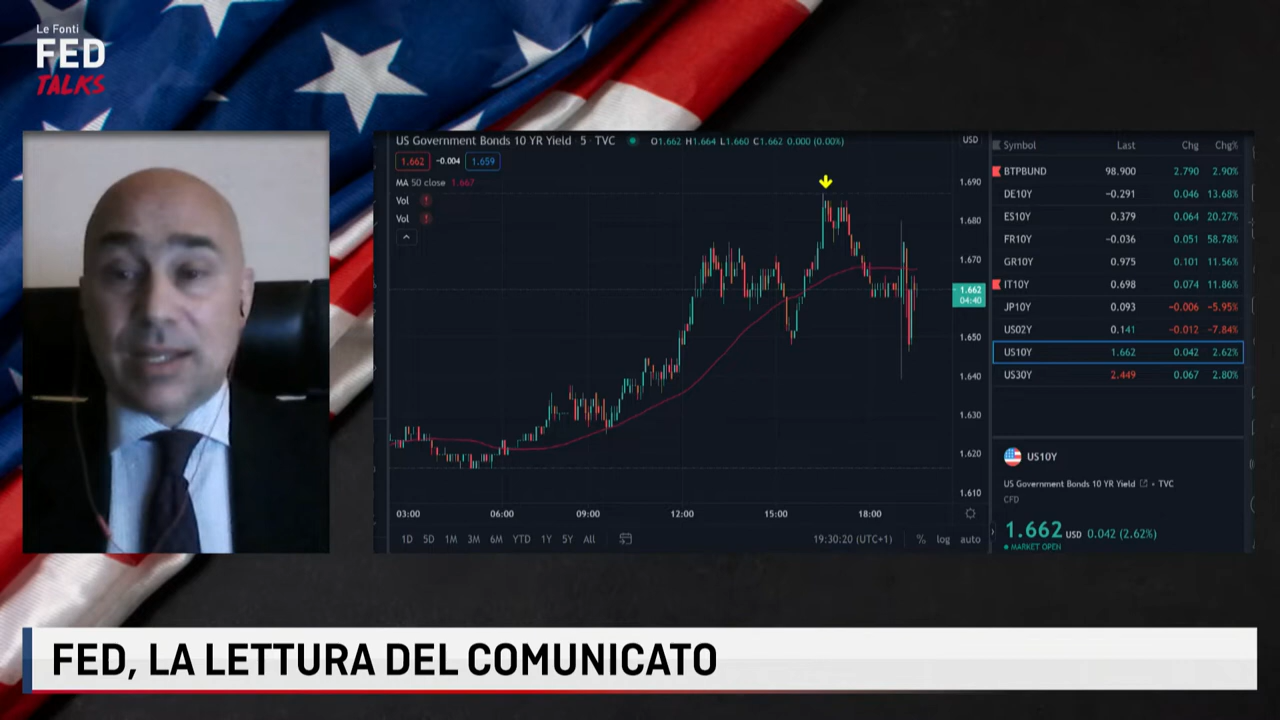 Le Fonti
FED
TALKS
US Government Bonds 10 YR Yield · 5 · TVC O1.662 H1.664 L1.660 C1.662 0.000 (0.00%)
1.662 -0.004 1.659
MA 50 close 1.667
Vol
Vol
USD
1.690
1.680
1.670
1.662
04:40
1.650
1.640
1.630
1.620
1.610
03:00 06:00 09:00 12:00 15:00 18:00
1D 5D 1M 3M 6M YTD 1Y 5Y All 19:30:20 (UTC+1) % log auto
Symbol Last Chg Chg%
BTPBUND 98.900 2.790 2.90%
DE10Y -0.291 0.046 13.68%
ES10Y 0.379 0.064 20.27%
FR10Y -0.036 0.051 58.78%
GR10Y 0.975 0.101 11.56%
IT10Y 0.698 0.074 11.86%
JP10Y 0.093 -0.006 -5.95%
US02Y 0.141 -0.012 -7.84%
US10Y 1.662 0.042 2.62%
US30Y 2.449 0.067 2.80%
US10Y
US Government Bonds 10 YR Yield • TVC
CFD
1.662 USD 0.042 (2.62%)
MARKET OPEN
FED, LA LETTURA DEL COMUNICATO